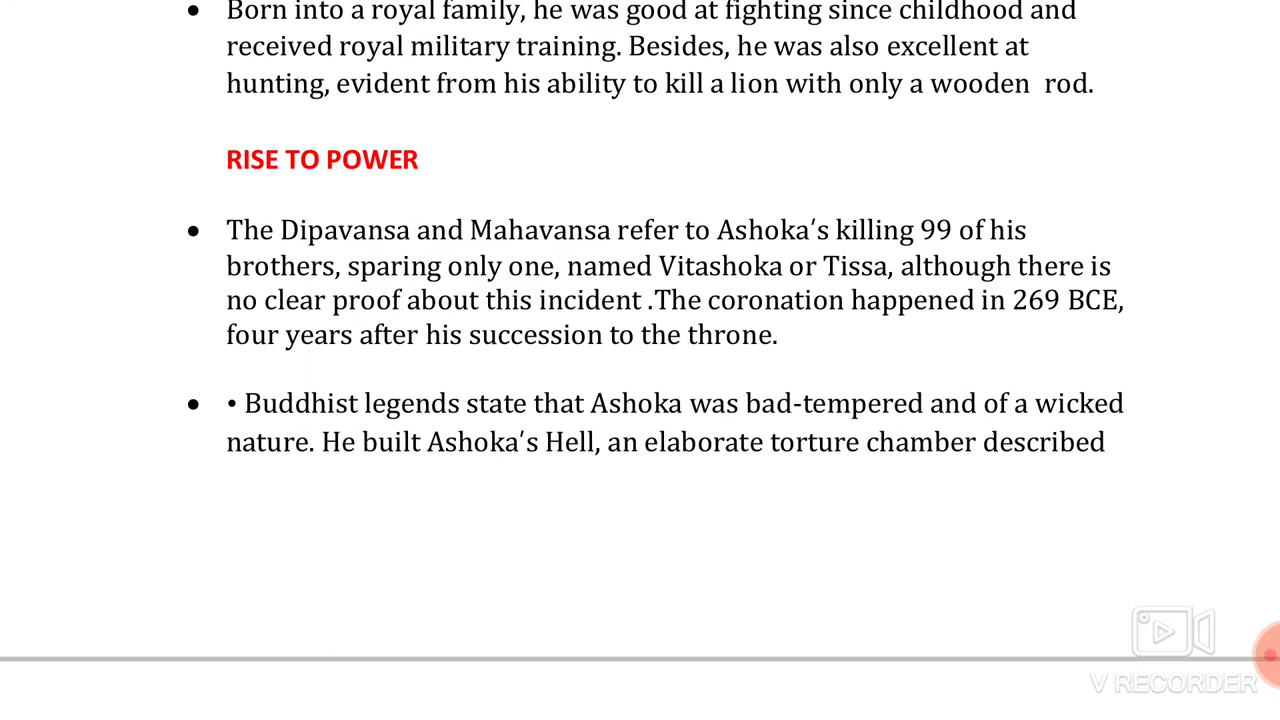 • Born into a royal family, he was good at fighting since childhood and
received royal military training. Besides, he was also excellent at
hunting, evident from his ability to kill a lion with only a wooden rod.
RISE TO POWER
• The Dipavansa and Mahavansa refer to Ashoka's killing 99 of his
brothers, sparing only one, named Vitashoka or Tissa, although there is
no clear proof about this incident .The coronation happened in 269 BCE,
four years after his succession to the throne.
• • Buddhist legends state that Ashoka was bad-tempered and of a wicked
nature. He built Ashoka's Hell, an elaborate torture chamber described
V RECORDER